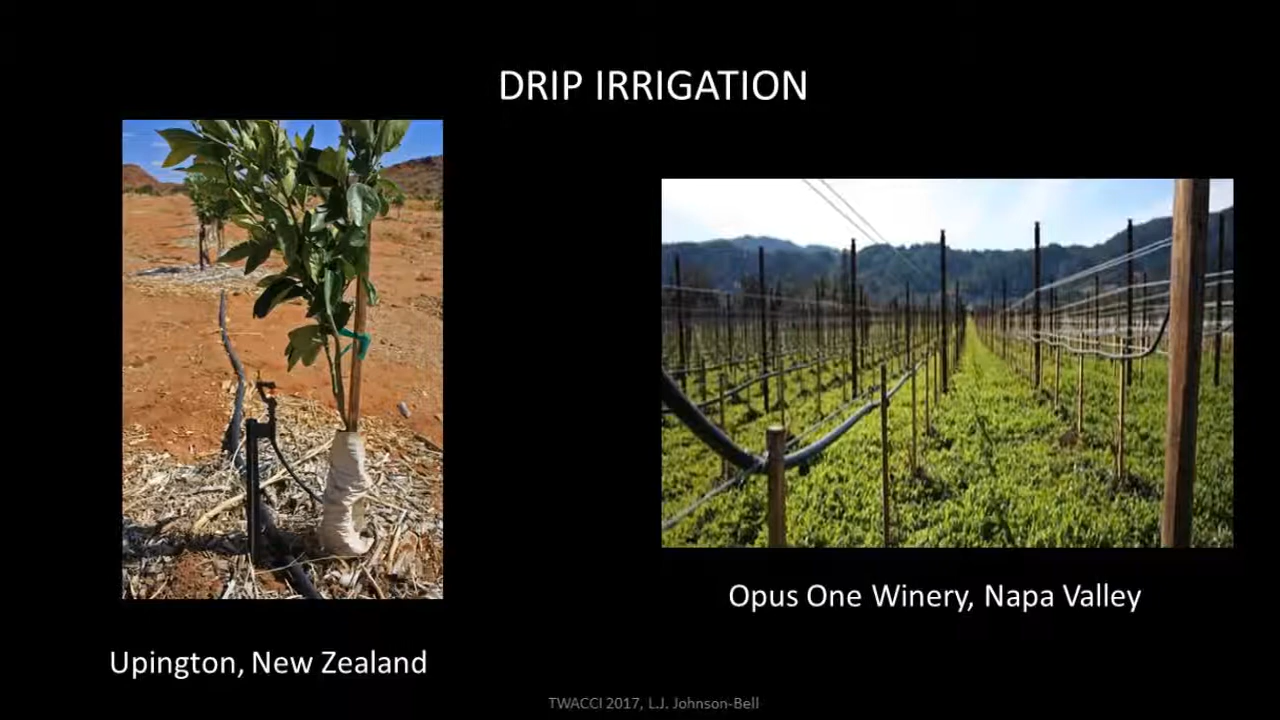 DRIP IRRIGATION
Opus One Winery, Napa Valley
Upington, New Zealand
TWACCI 2017, L.J. Johnson-Bell